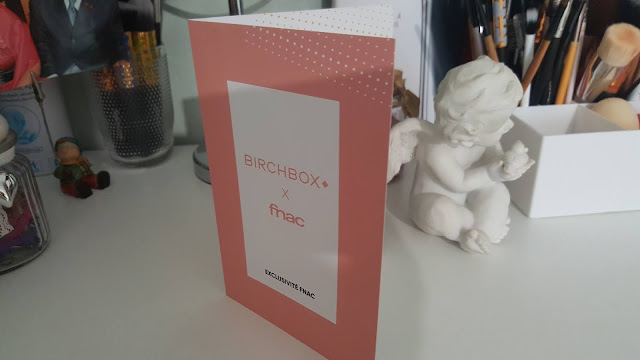 BIRCHBOX♦
X
fnac
EXCLUSIVITÉ FNAC